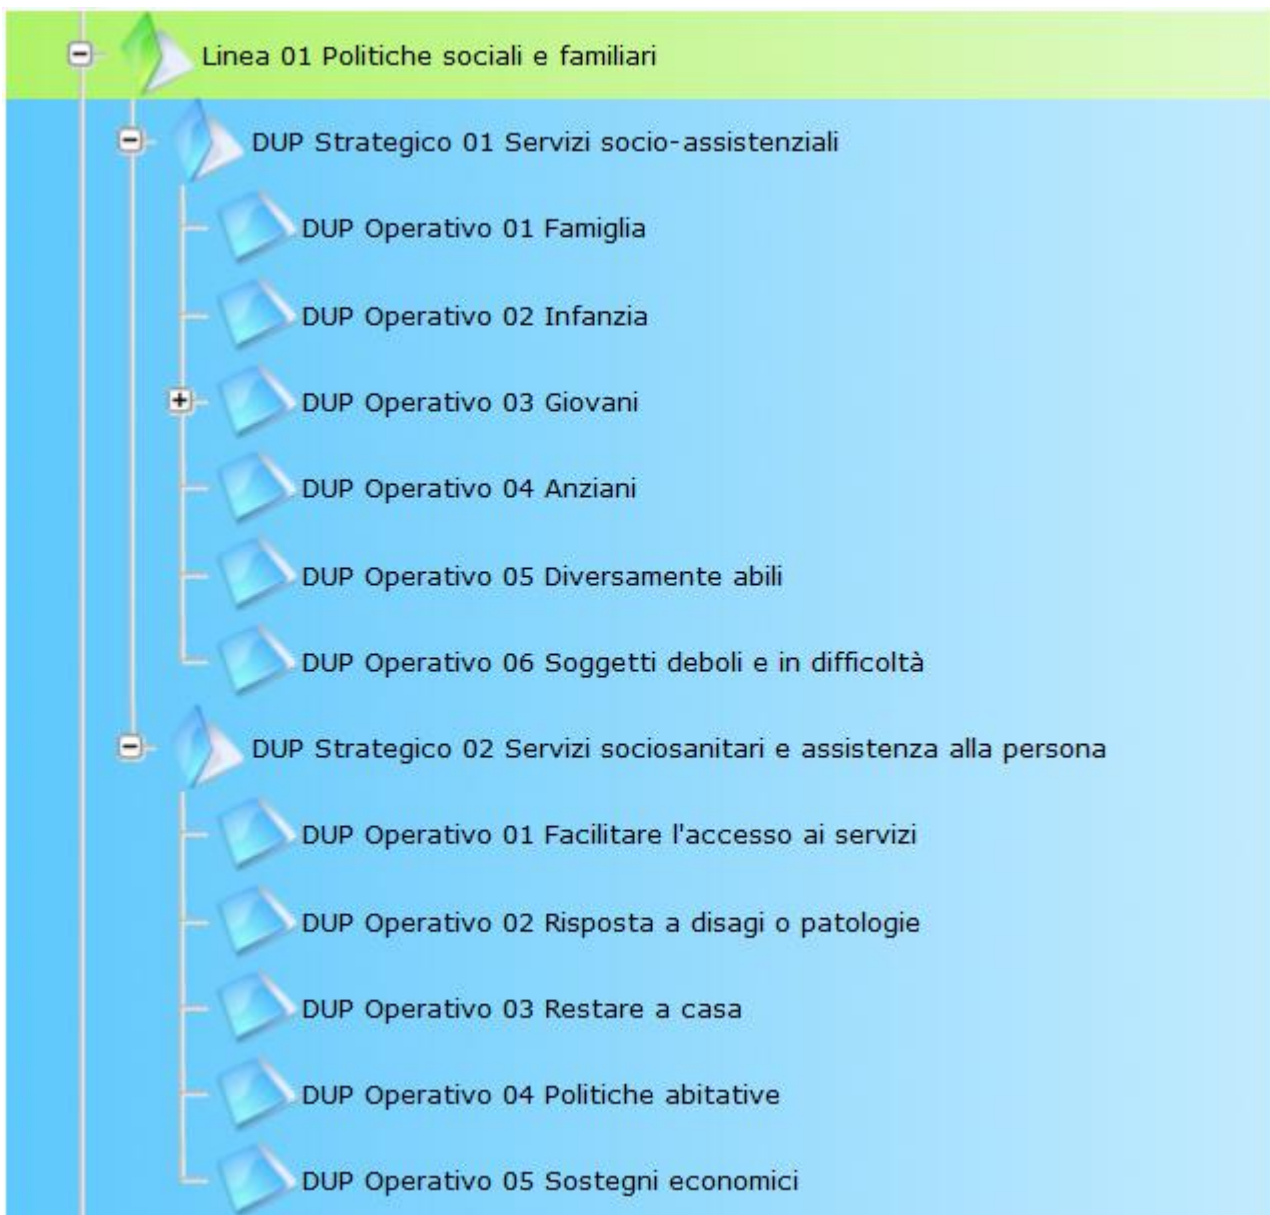 Linea 01 Politiche sociali e familiari
DUP Strategico 01 Servizi socio-assistenziali
DUP Operativo 01 Famiglia
DUP Operativo 02 Infanzia
DUP Operativo 03 Giovani
DUP Operativo 04 Anziani
DUP Operativo 05 Diversamente abili
DUP Operativo 06 Soggetti deboli e in difficoltà
DUP Strategico 02 Servizi sociosanitari e assistenza alla persona
DUP Operativo 01 Facilitare l'accesso ai servizi
DUP Operativo 02 Risposta a disagi o patologie
DUP Operativo 03 Restare a casa
DUP Operativo 04 Politiche abitative
DUP Operativo 05 Sostegni economici